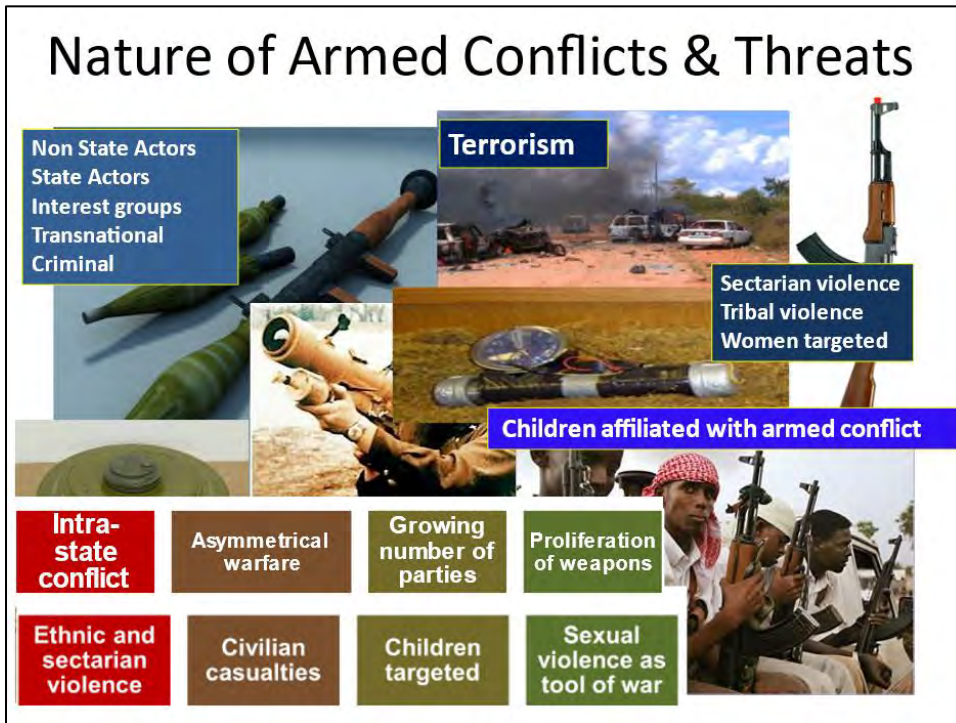 Nature of Armed Conflicts & Threats
Non State Actors
State Actors
Interest groups
Transnational
Criminal
Terrorism
Sectarian violence
Tribal violence
Women targeted
Children affiliated with armed conflict
Intra-
state
conflict
Asymmetrical
warfare
Growing
number of
parties
Proliferation
of weapons
Ethnic and
sectarian
violence
Civilian
casualties
Children
targeted
Sexual
violence as
tool of war